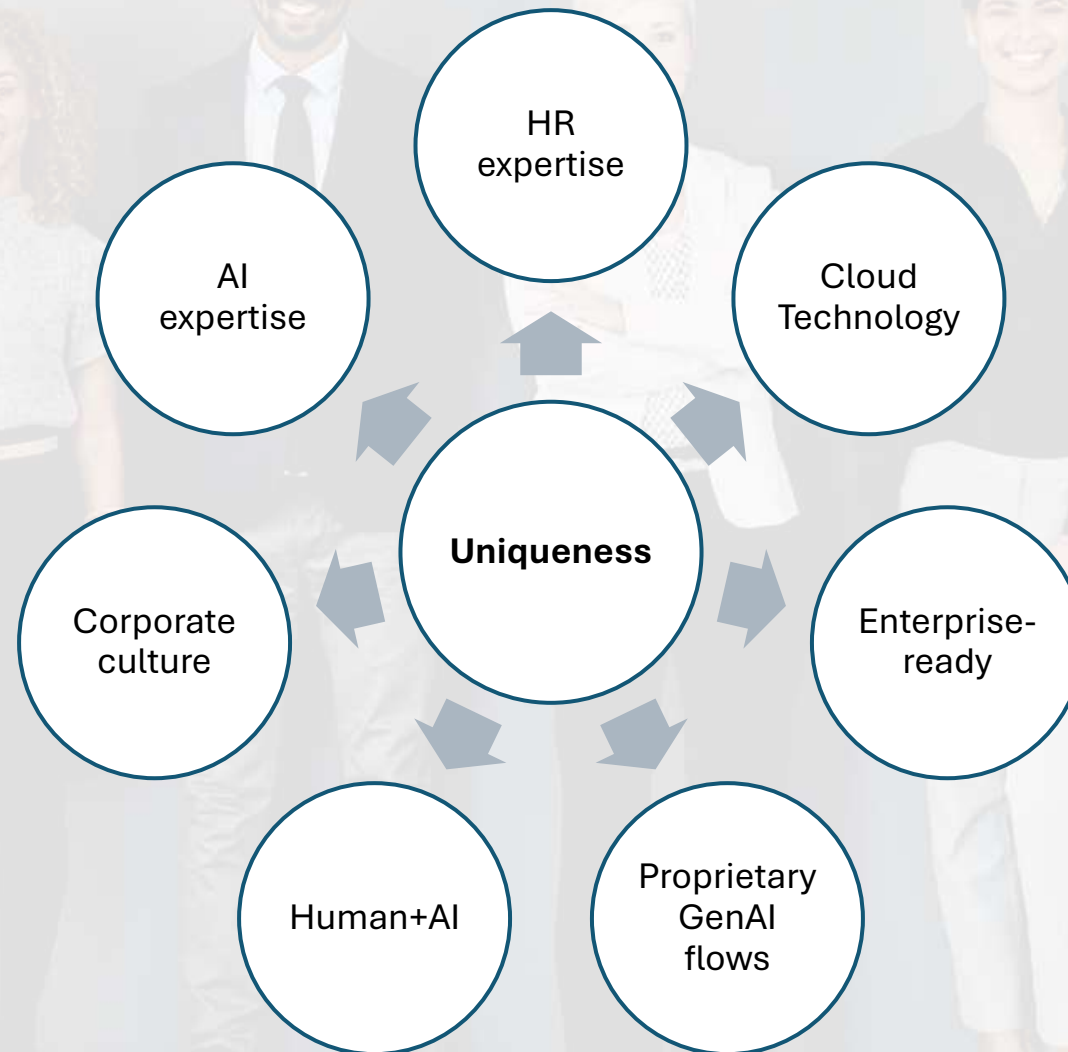 HR
expertise
AI
expertise
Cloud
Technology
Uniqueness
Corporate
culture
Enterprise-
ready
Human+AI
Proprietary
GenAI
flows